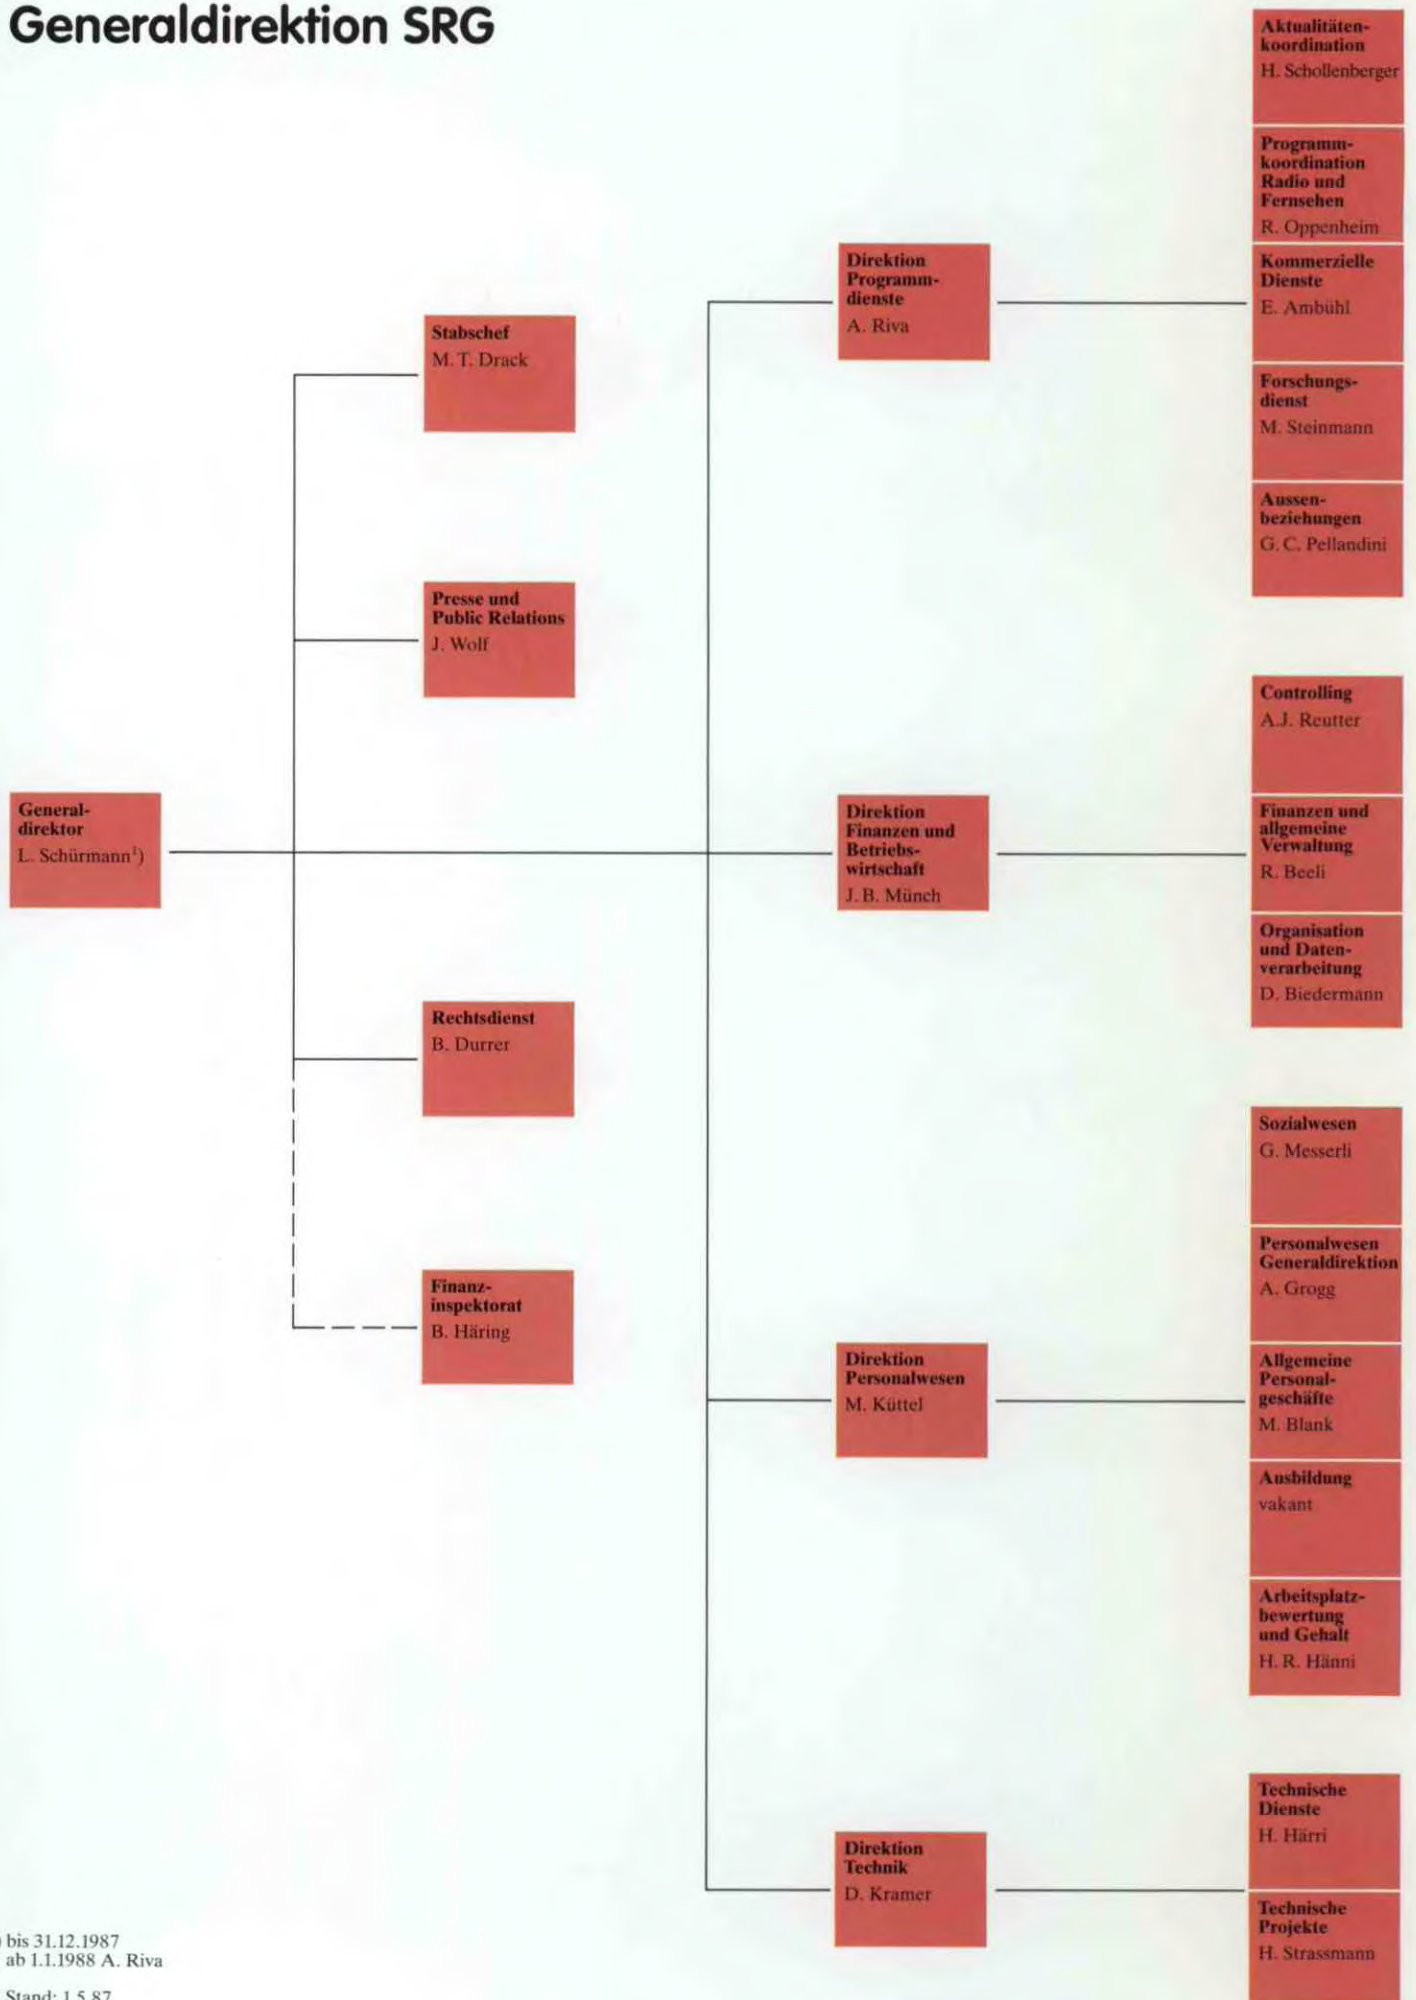 Generaldirektion SRG
General-
direktor
L. Schürmann¹)
Stabschef
M. T. Drack
Presse und
Public Relations
J. Wolf
Rechtsdienst
B. Durrer
Finanz-
inspektorat
B. Häring
Direktion
Programm-
dienste
A. Riva
Aktualitäten-
koordination
H. Schollenberger
Programm-
koordination
Radio und
Fernsehen
R. Oppenheim
Kommerzielle
Dienste
E. Ambühl
Forschungs-
dienst
M. Steinmann
Aussen-
beziehungen
G. C. Pellandini
Direktion
Finanzen und
Betriebs-
wirtschaft
J. B. Münch
Controlling
A.J. Reutter
Finanzen und
allgemeine
Verwaltung
R. Beeli
Organisation
und Daten-
verarbeitung
D. Biedermann
Direktion
Personalwesen
M. Küttel
Sozialwesen
G. Messerli
Personalwesen
Generaldirektion
A. Grogg
Allgemeine
Personal-
geschäfte
M. Blank
Ausbildung
vakant
Arbeitsplatz-
bewertung
und Gehalt
H. R. Hänni
Direktion
Technik
D. Kramer
Technische
Dienste
H. Härri
Technische
Projekte
H. Strassmann
) bis 31.12.1987
ab 1.1.1988 A. Riva
Stand: 1.5.87